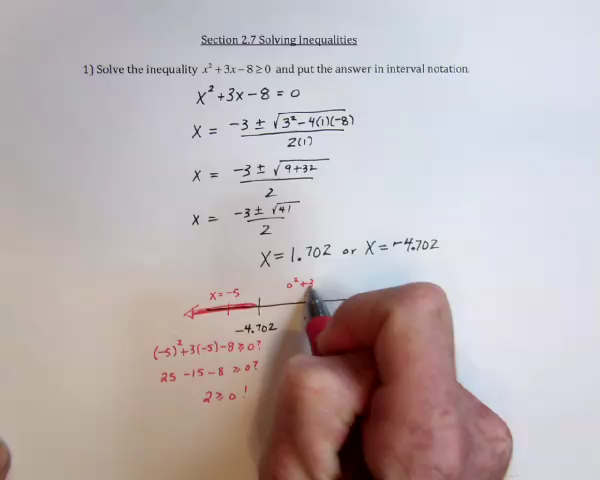 Section 2.7 Solving Inequalities
1) Solve the inequality x² + 3x – 8 ≥ 0 and put the answer in interval notation.
x² + 3x – 8 = 0
x = (–3 ± √(3² – 4(1)(–8))) / 2(1)
x = (–3 ± √(9+32)) / 2
x = (–3 ± √41) / 2
x = 1.702 or x = –4.702
0² + 3
x = –5
–4.702
(–5)² + 3(–5) – 8 ≥ 0?
25 – 15 – 8 ≥ 0?
2 ≥ 0 !